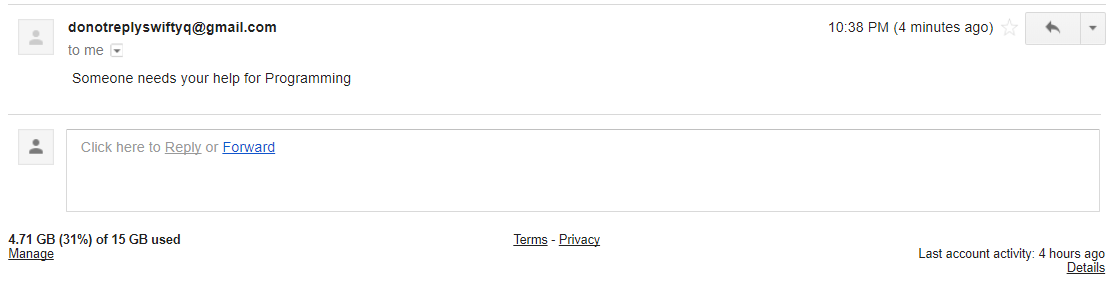 donotreplyswiftyq@gmail.com 10:38 PM (4 minutes ago)
to me
Someone needs your help for Programming
Click here to Reply or Forward
4.71 GB (31%) of 15 GB used
Manage
Terms - Privacy
Last account activity: 4 hours ago
Details